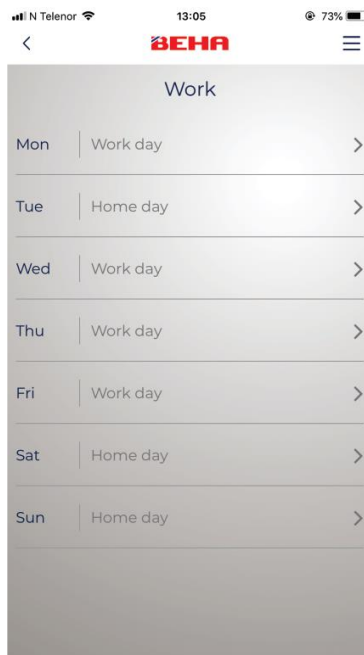 N Telenor 13:05 73%
BEHA
Work
Mon Work day
Tue Home day
Wed Work day
Thu Work day
Fri Work day
Sat Home day
Sun Home day